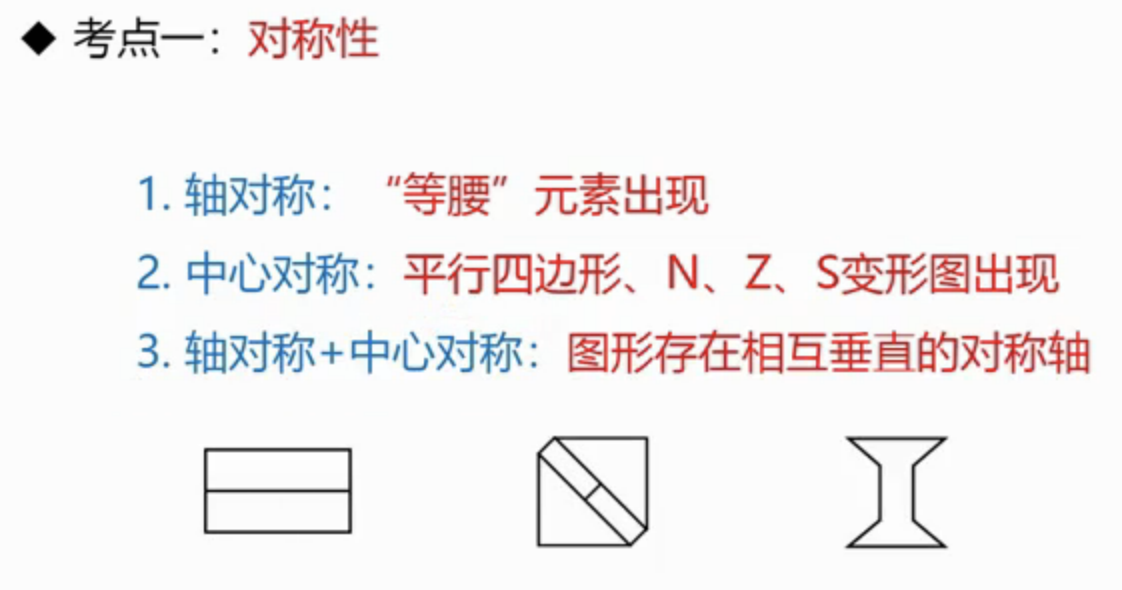 ◆ 考点一：对称性
1. 轴对称：“等腰”元素出现
2. 中心对称：平行四边形、N、Z、S变形图出现
3. 轴对称+中心对称：图形存在相互垂直的对称轴